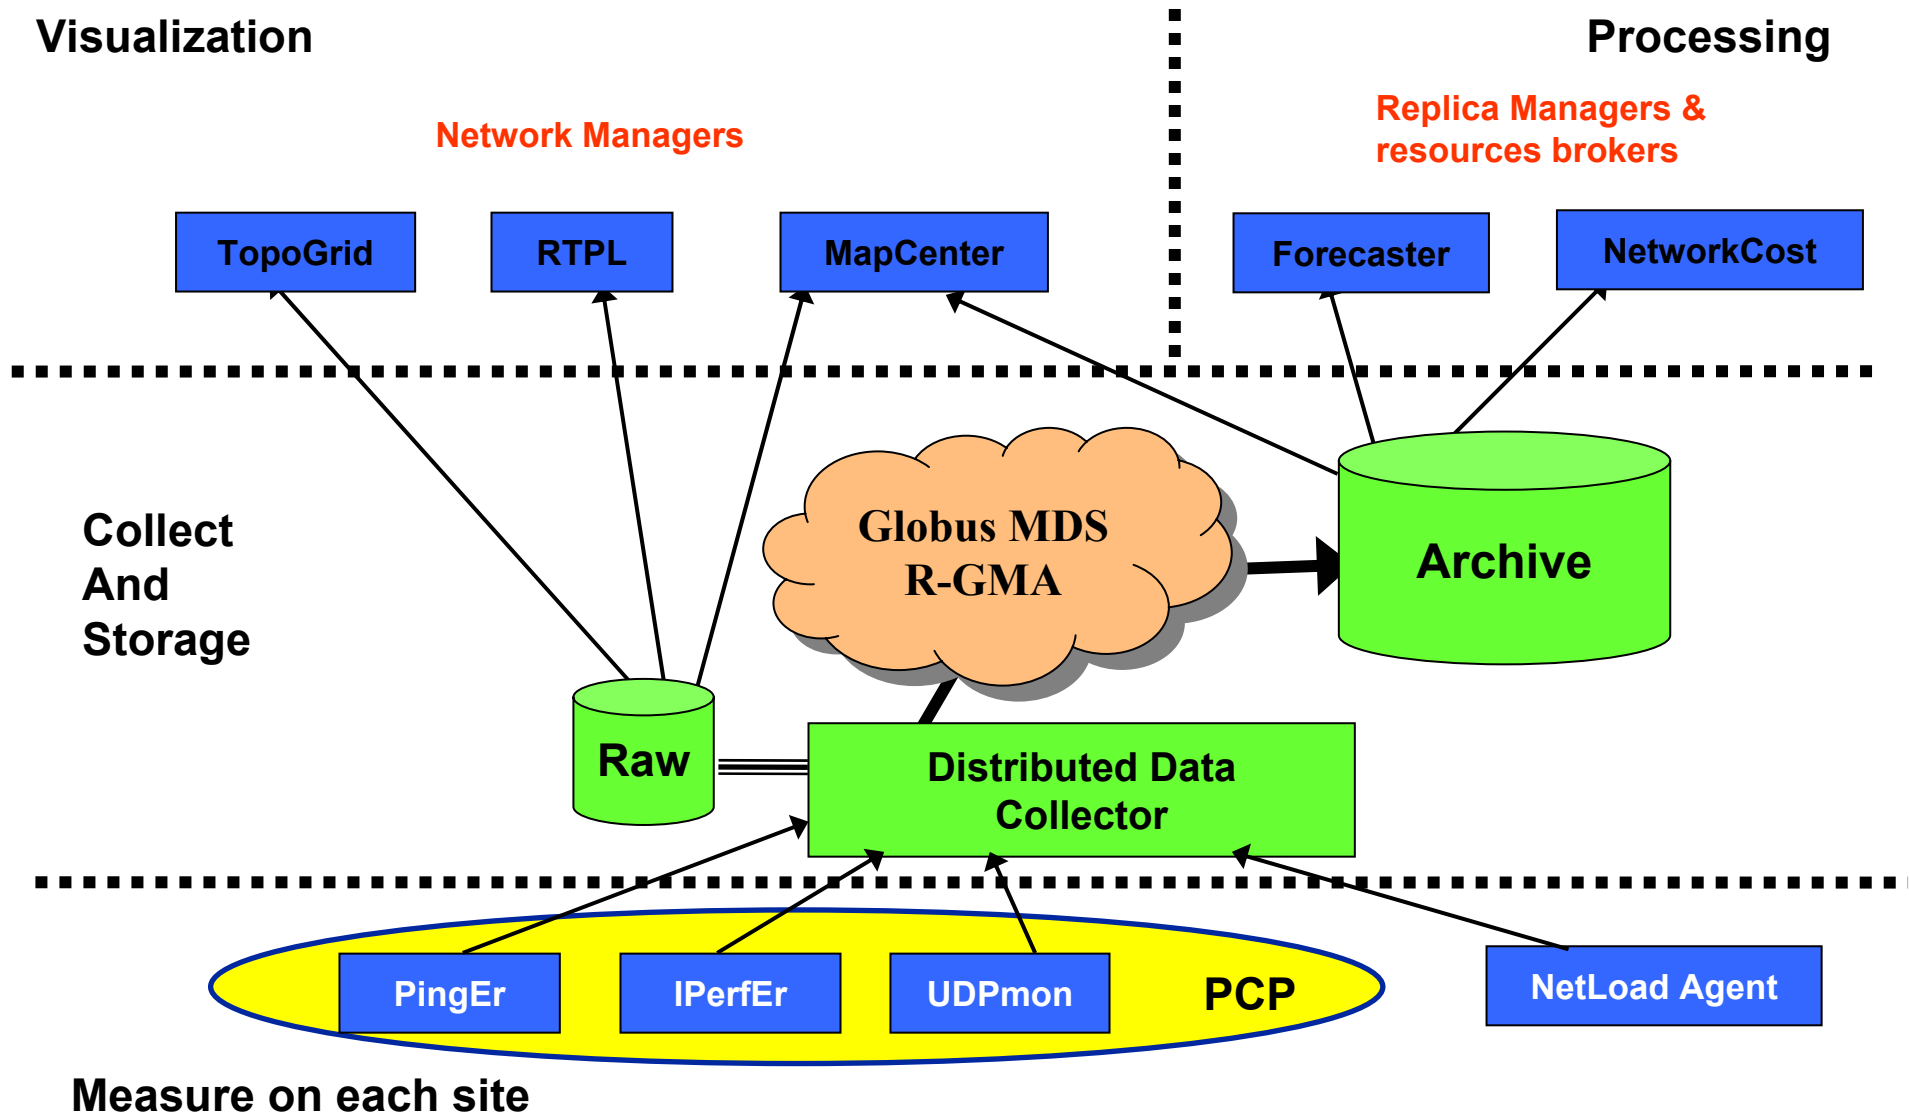 Visualization
Processing
Network Managers
Replica Managers &
resources brokers
TopoGrid
RTPL
MapCenter
Forecaster
NetworkCost
Collect
And
Storage
Globus MDS
R-GMA
Archive
Raw
Distributed Data
Collector
PingEr
IPerfEr
UDPmon
PCP
NetLoad Agent
Measure on each site